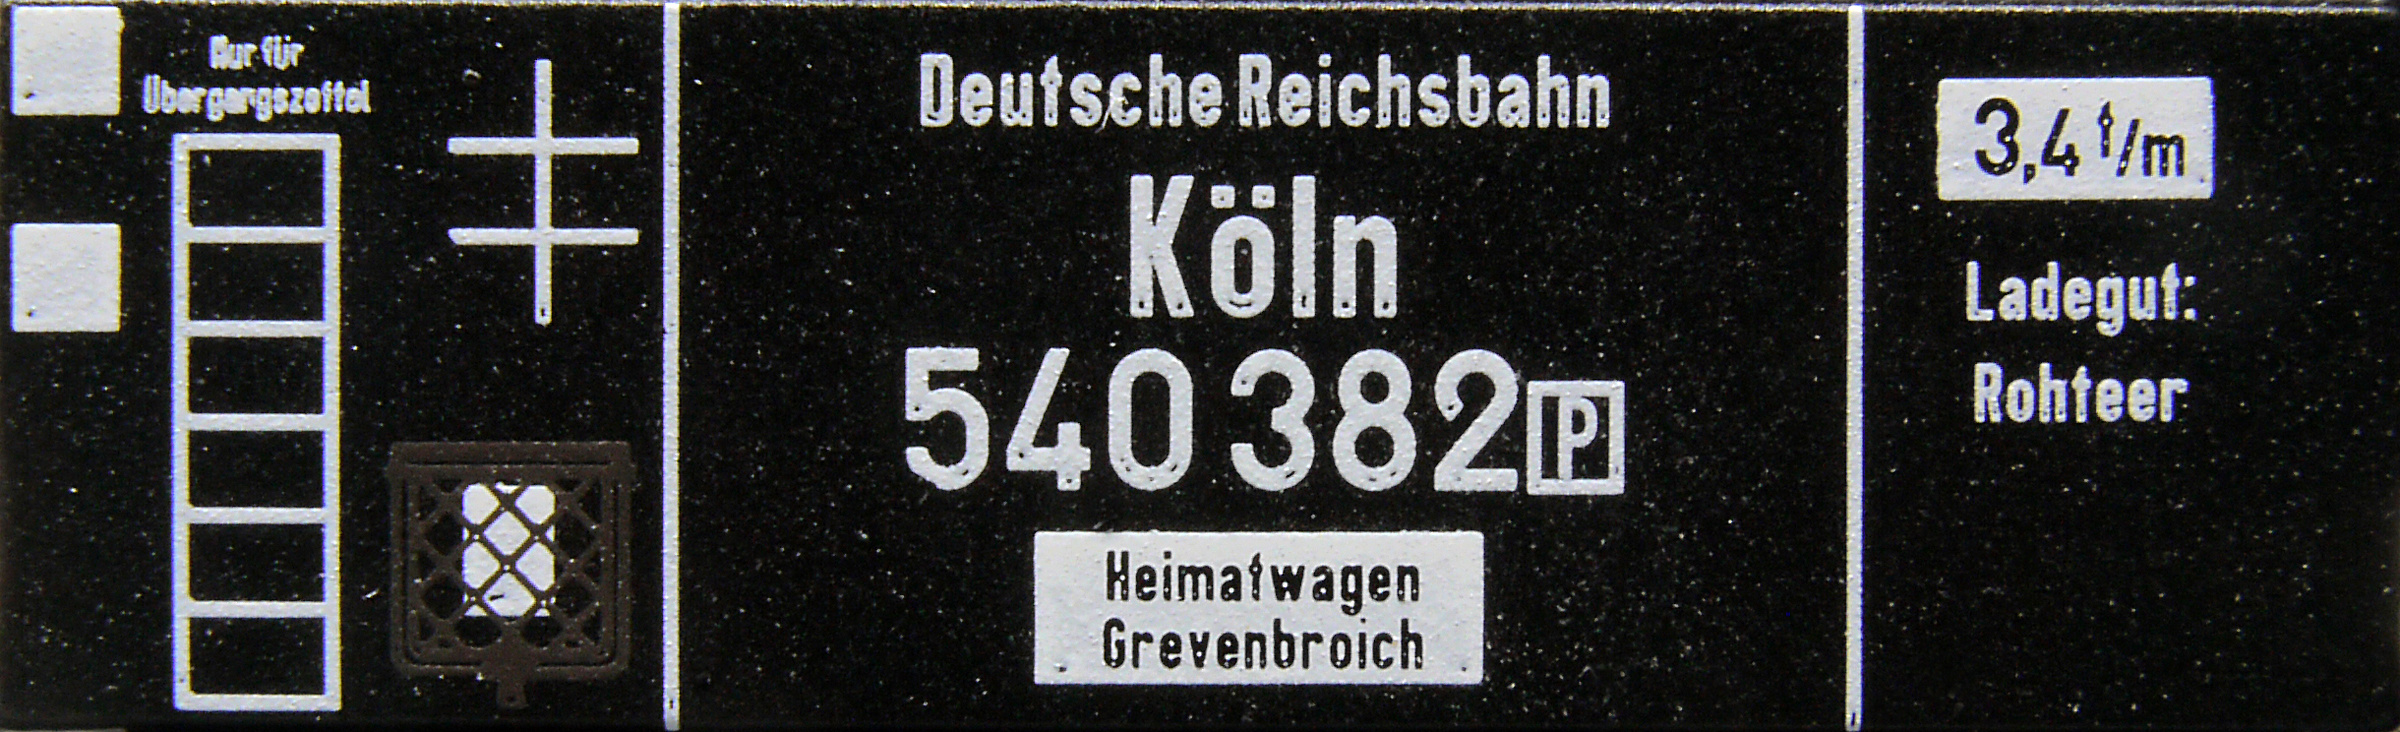 Nur für
Übergangszettel
Deutsche Reichsbahn
Köln
540 382 P
Heimatwagen
Grevenbroich
3,4 t/m
Ladegut:
Rohteer